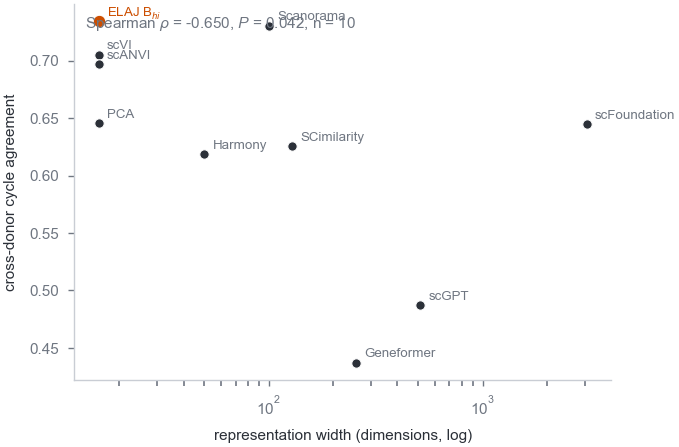 ELAJ B_hi
Scanorama
Spearman ρ = -0.650, P = 0.042, n = 10
scVI
scANVI
PCA
Harmony
SCimilarity
scFoundation
scGPT
Geneformer
0.70
0.65
0.60
0.55
0.50
0.45
cross-donor cycle agreement
10^2
10^3
representation width (dimensions, log)